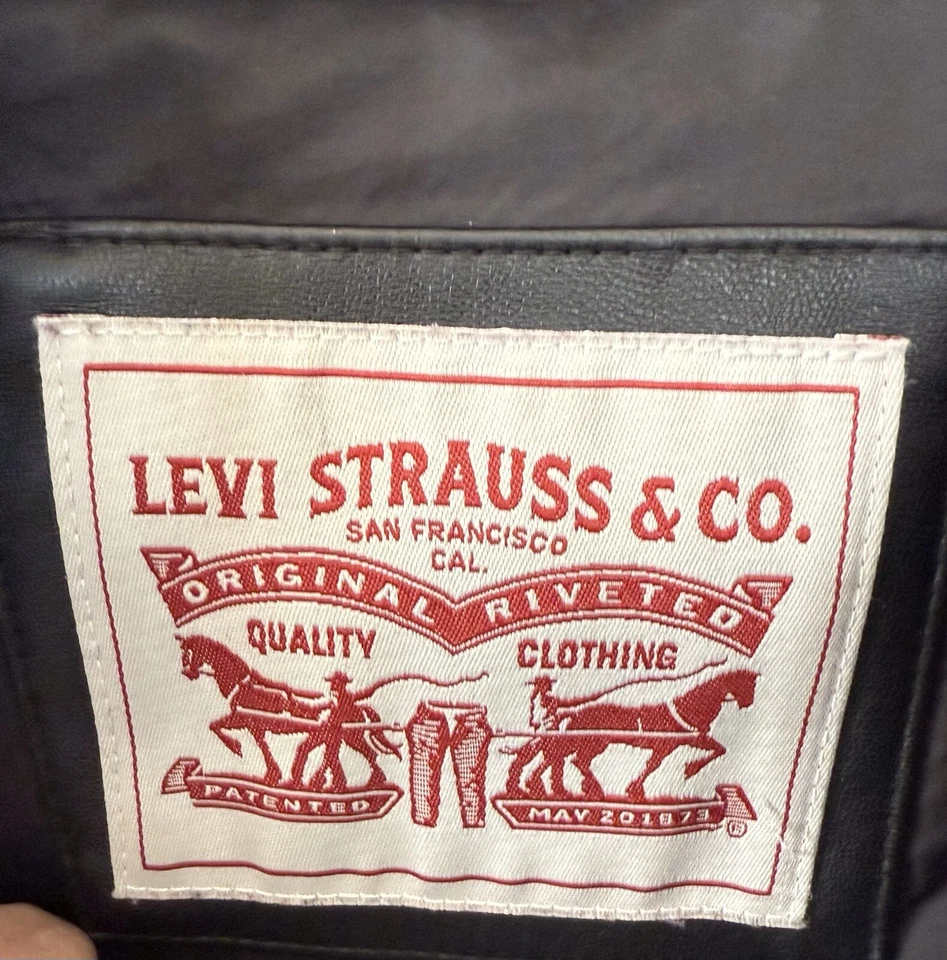 LEVI STRAUSS & CO.
SAN FRANCISCO
CAL.
ORIGINAL RIVETED
QUALITY CLOTHING
PATENTED MAY 20 1873
®